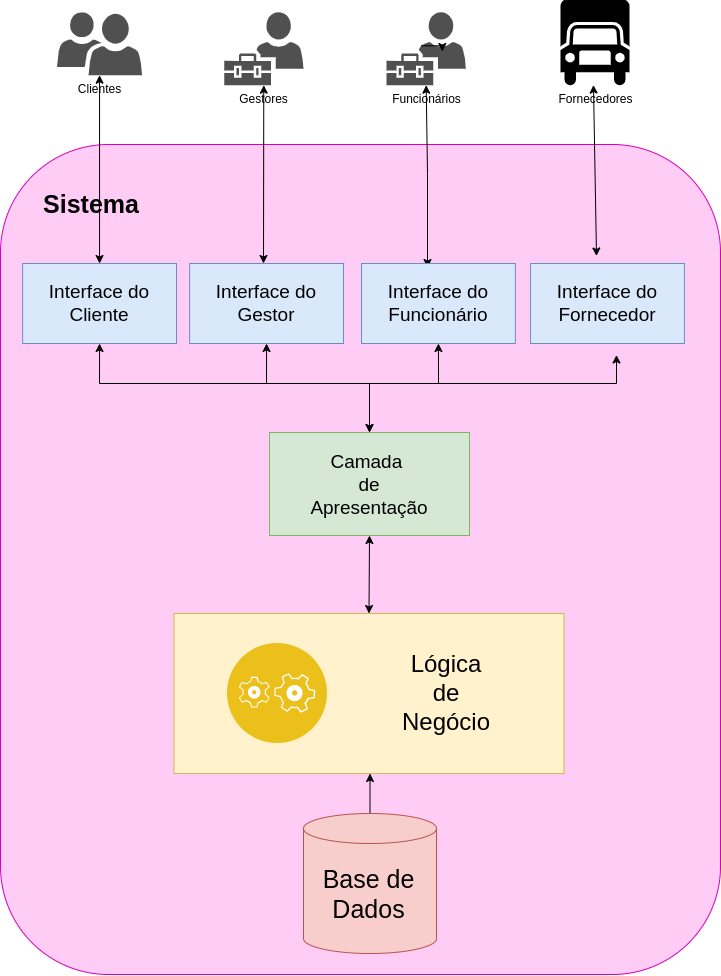 Clientes
Gestores
Funcionários
Fornecedores
Sistema
Interface do
Cliente
Interface do
Gestor
Interface do
Funcionário
Interface do
Fornecedor
Camada
de
Apresentação
Lógica
de
Negócio
Base de
Dados